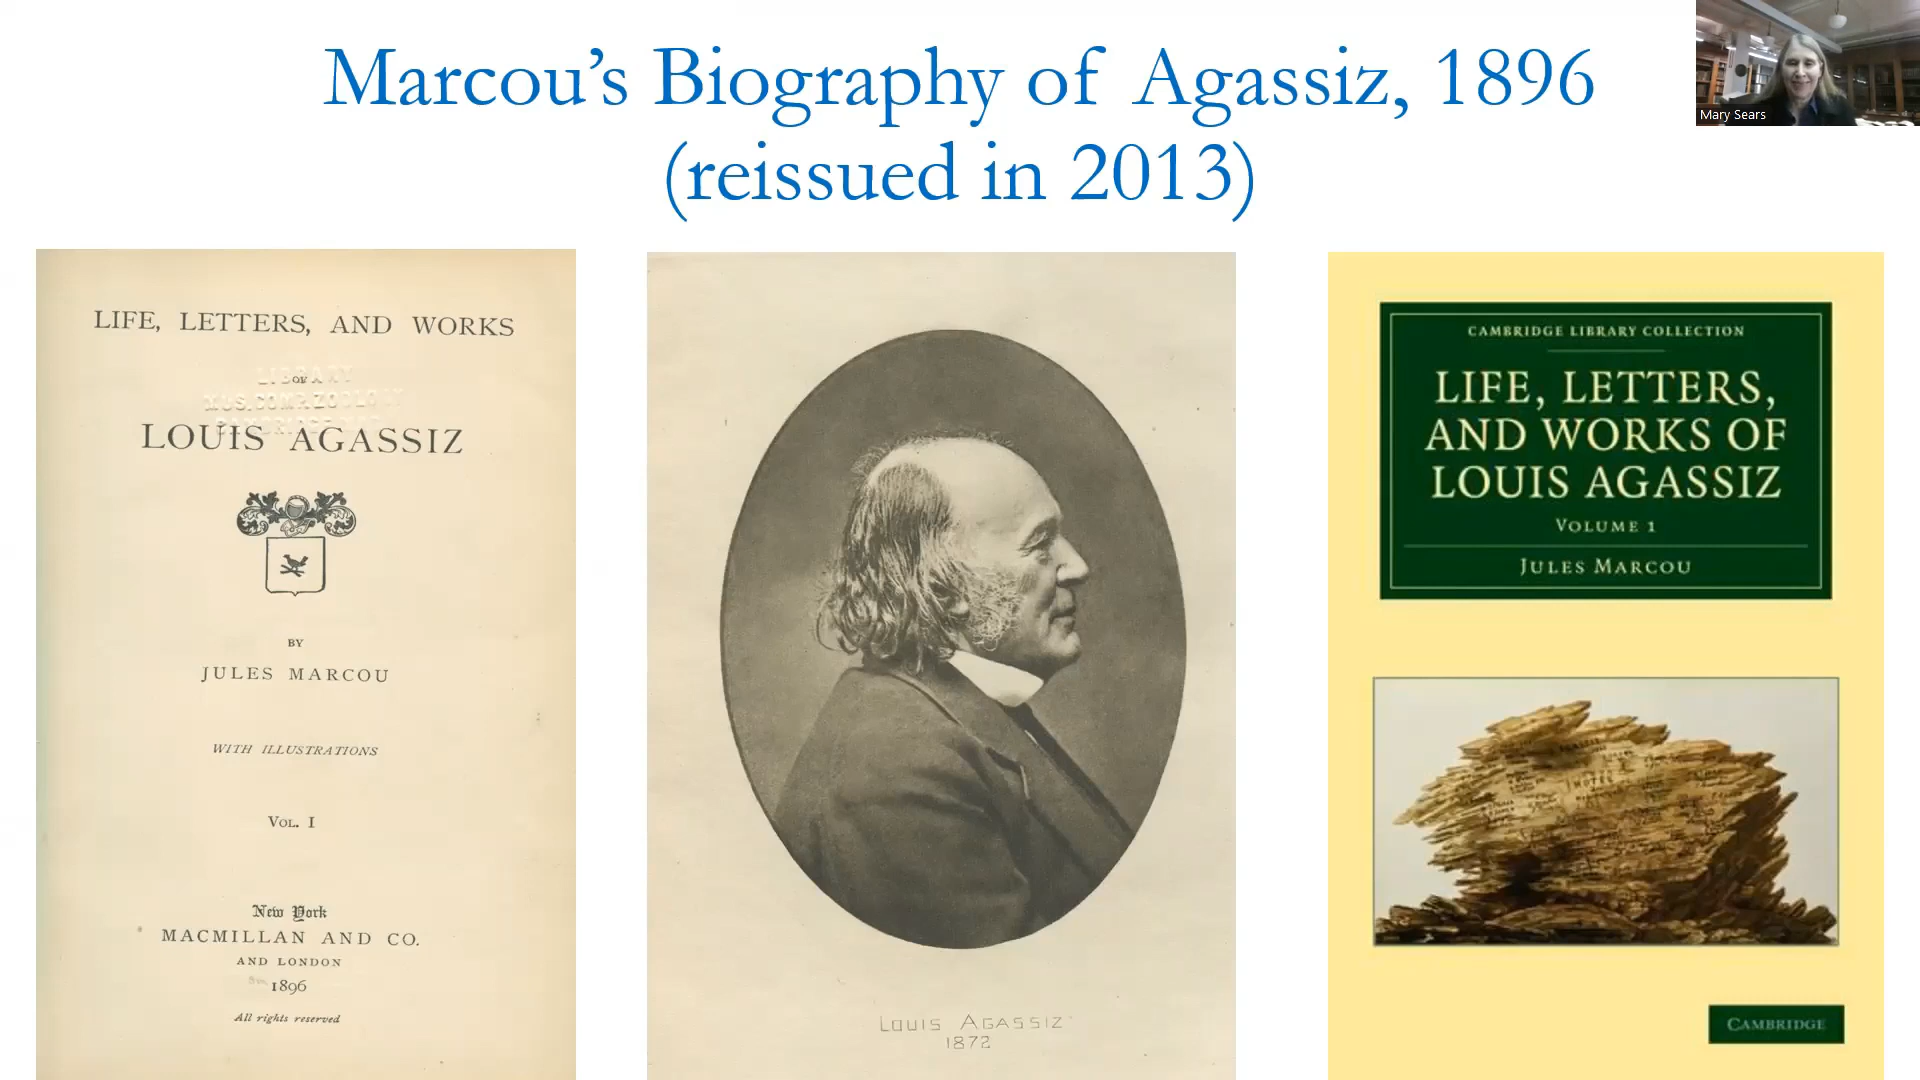 Marcou’s Biography of Agassiz, 1896
(reissued in 2013)
Mary Sears
LIFE, LETTERS, AND WORKS
OF
LIBRARY
MUS. COMP. ZOOLOGY
LOUIS AGASSIZ
BY
JULES MARCOU
WITH ILLUSTRATIONS
VOL. I
New York
MACMILLAN AND CO.
AND LONDON
1896
All rights reserved
LOUIS AGASSIZ
1872
CAMBRIDGE LIBRARY COLLECTION
LIFE, LETTERS,
AND WORKS OF
LOUIS AGASSIZ
VOLUME 1
JULES MARCOU
CAMBRIDGE